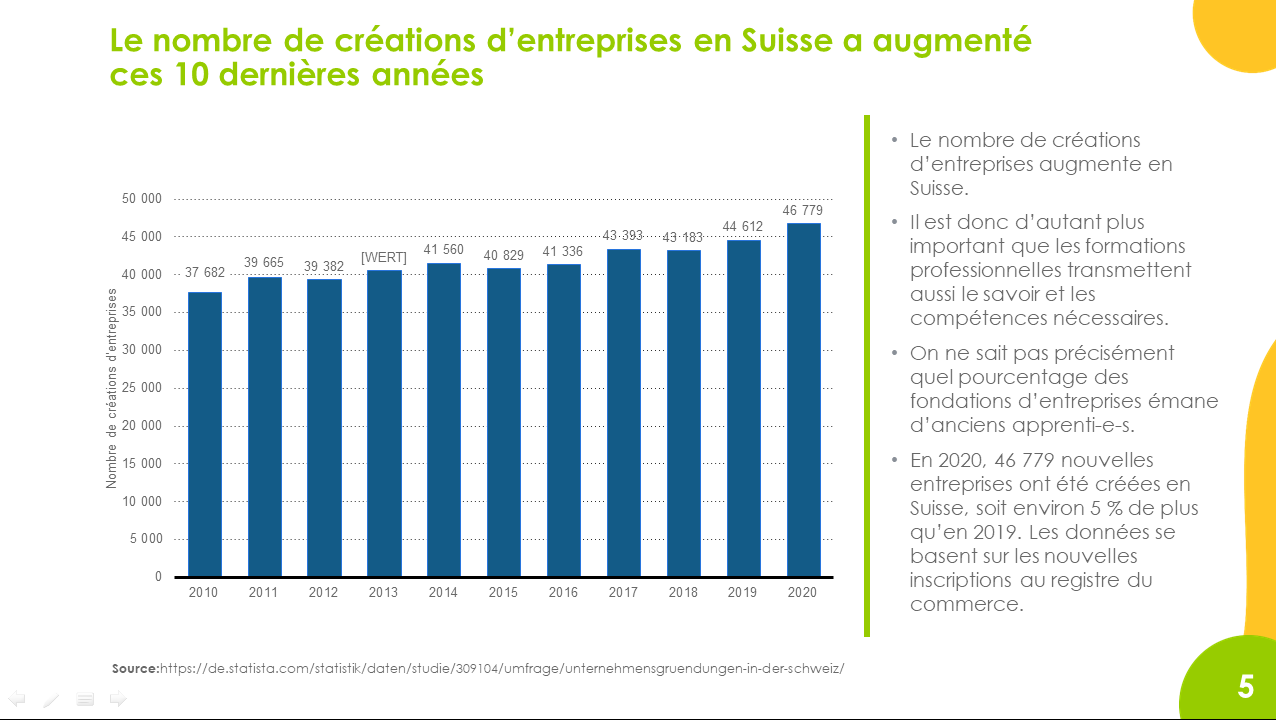 Le nombre de créations d’entreprises en Suisse a augmenté
ces 10 dernières années
50 000
45 000
40 000
35 000
30 000
25 000
20 000
15 000
10 000
5 000
0
Nombre de créations d'entreprises
37 682
39 665
39 382
[WERT]
41 560
40 829
41 336
43 393
43 183
44 612
46 779
2010
2011
2012
2013
2014
2015
2016
2017
2018
2019
2020
• Le nombre de créations
d’entreprises augmente en
Suisse.
• Il est donc d’autant plus
important que les formations
professionnelles transmettent
aussi le savoir et les
compétences nécessaires.
• On ne sait pas précisément
quel pourcentage des
fondations d’entreprises émane
d’anciens apprenti-e-s.
• En 2020, 46 779 nouvelles
entreprises ont été créées en
Suisse, soit environ 5 % de plus
qu’en 2019. Les données se
basent sur les nouvelles
inscriptions au registre du
commerce.
Source:https://de.statista.com/statistik/daten/studie/309104/umfrage/unternehmensgruendungen-in-der-schweiz/
5